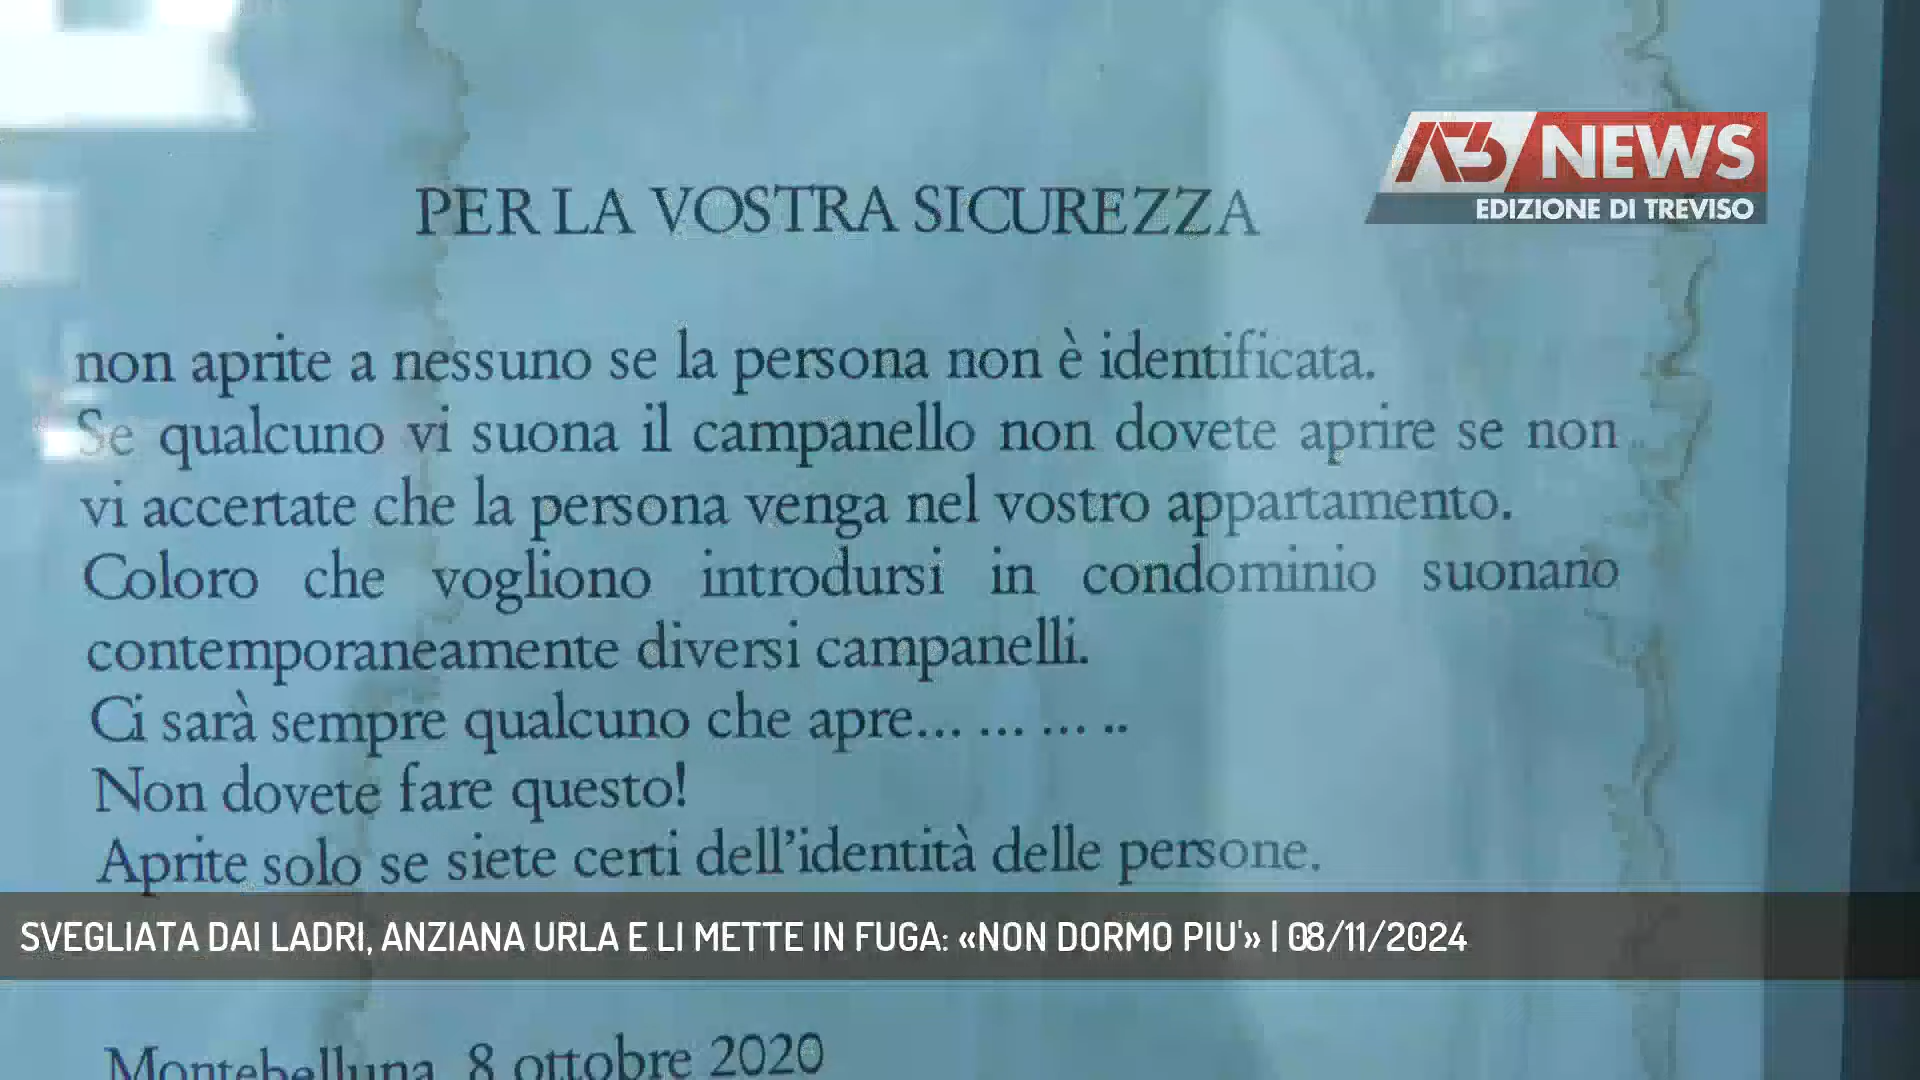 A3 NEWS
EDIZIONE DI TREVISO
PER LA VOSTRA SICUREZZA
non aprite a nessuno se la persona non è identificata.
Se qualcuno vi suona il campanello non dovete aprire se non
vi accertate che la persona venga nel vostro appartamento.
Coloro che vogliono introdursi in condominio suonano
contemporaneamente diversi campanelli.
Ci sarà sempre qualcuno che apre... ... ... ..
Non dovete fare questo!
Aprite solo se siete certi dell'identità delle persone.
SVEGLIATA DAI LADRI, ANZIANA URLA E LI METTE IN FUGA: «NON DORMO PIU'» | 08/11/2024
Montebelluna, 8 ottobre 2020